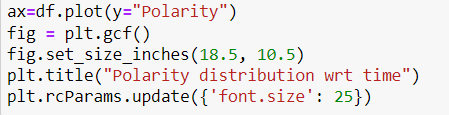 ax=df.plot(y="Polarity")
fig = plt.gcf()
fig.set_size_inches(18.5, 10.5)
plt.title("Polarity distribution wrt time")
plt.rcParams.update({'font.size': 25})